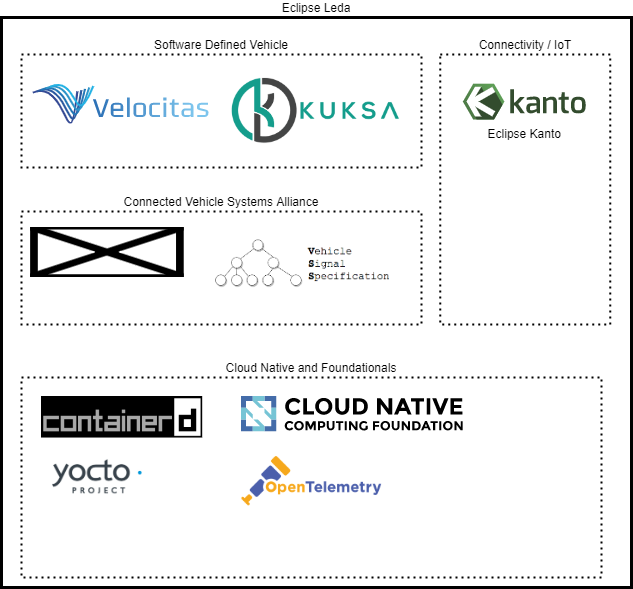 Eclipse Leda
Software Defined Vehicle
Connectivity / IoT
Velocitas
KUKSA
kanto
Eclipse Kanto
Connected Vehicle Systems Alliance
Vehicle
Signal
Specification
Cloud Native and Foundationals
containerd
CLOUD NATIVE
COMPUTING FOUNDATION
yocto
PROJECT
OpenTelemetry